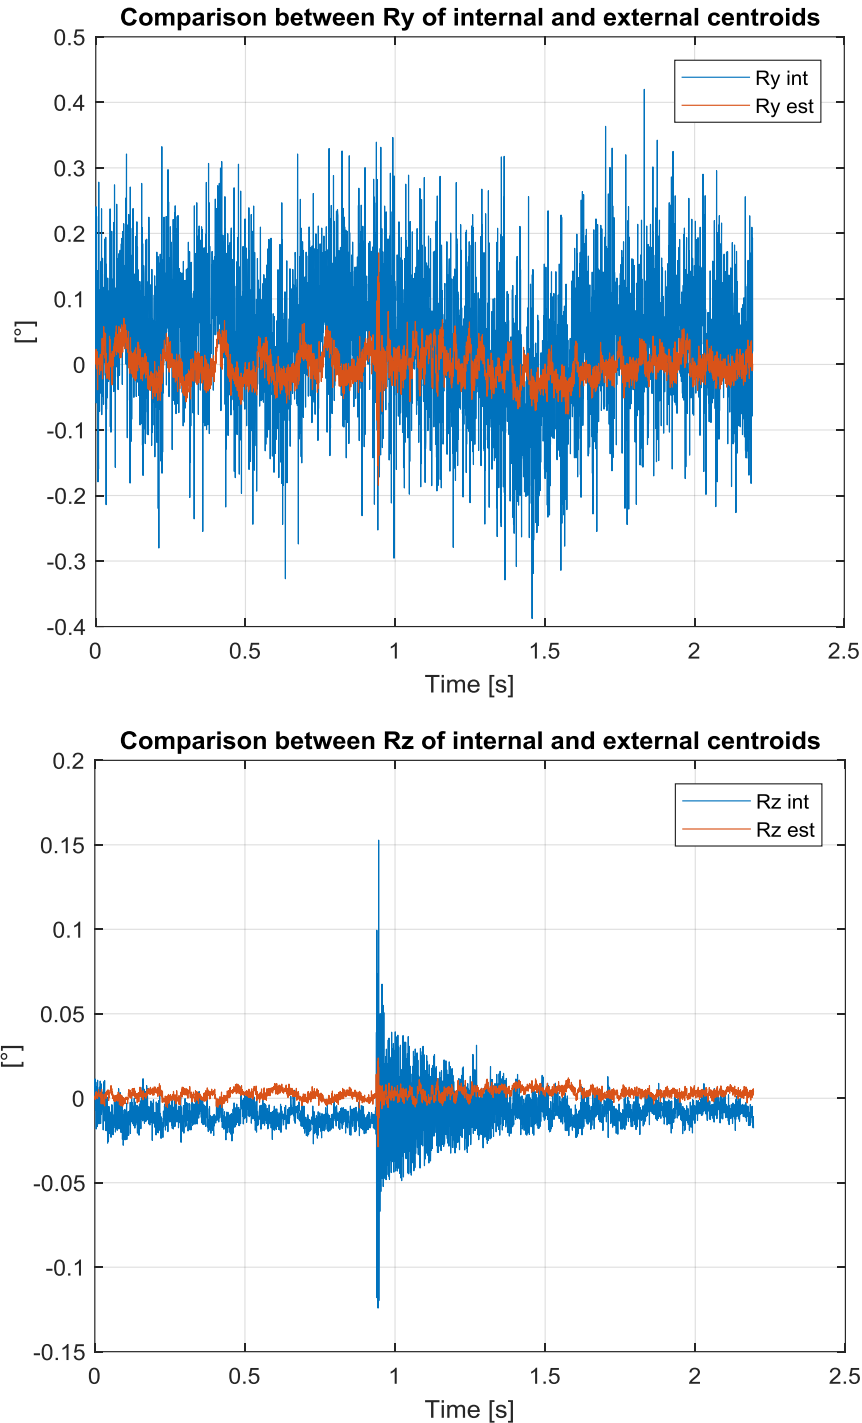 Comparison between Ry of internal and external centroids
0.5
0.4
0.3
0.2
0.1
0
-0.1
-0.2
-0.3
-0.4
[°]
Ry int
Ry est
0 0.5 1 1.5 2 2.5
Time [s]
Comparison between Rz of internal and external centroids
0.2
0.15
0.1
0.05
0
-0.05
-0.1
-0.15
[°]
Rz int
Rz est
0 0.5 1 1.5 2 2.5
Time [s]